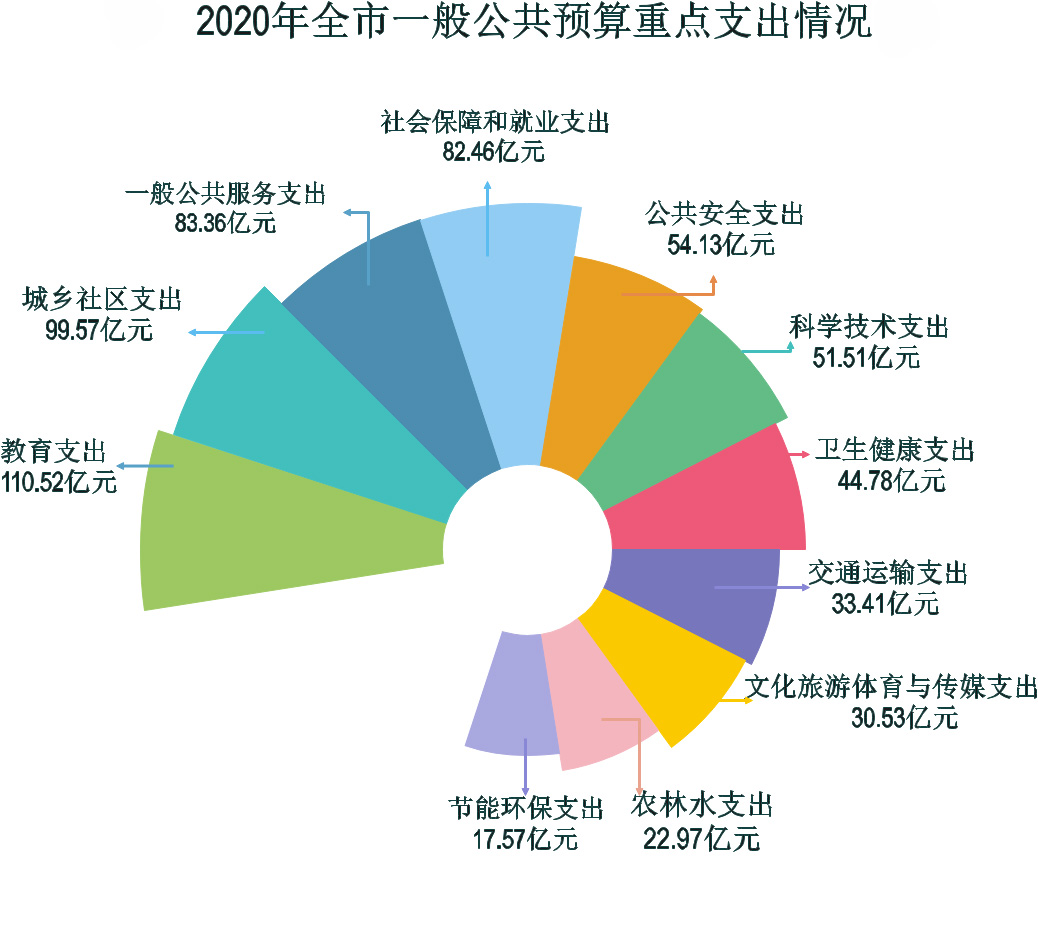 2020年全市一般公共预算重点支出情况
社会保障和就业支出
82.46亿元
一般公共服务支出
83.36亿元
公共安全支出
54.13亿元
城乡社区支出
99.57亿元
科学技术支出
51.51亿元
教育支出
110.52亿元
卫生健康支出
44.78亿元
交通运输支出
33.41亿元
文化旅游体育与传媒支出
30.53亿元
节能环保支出
17.57亿元
农林水支出
22.97亿元